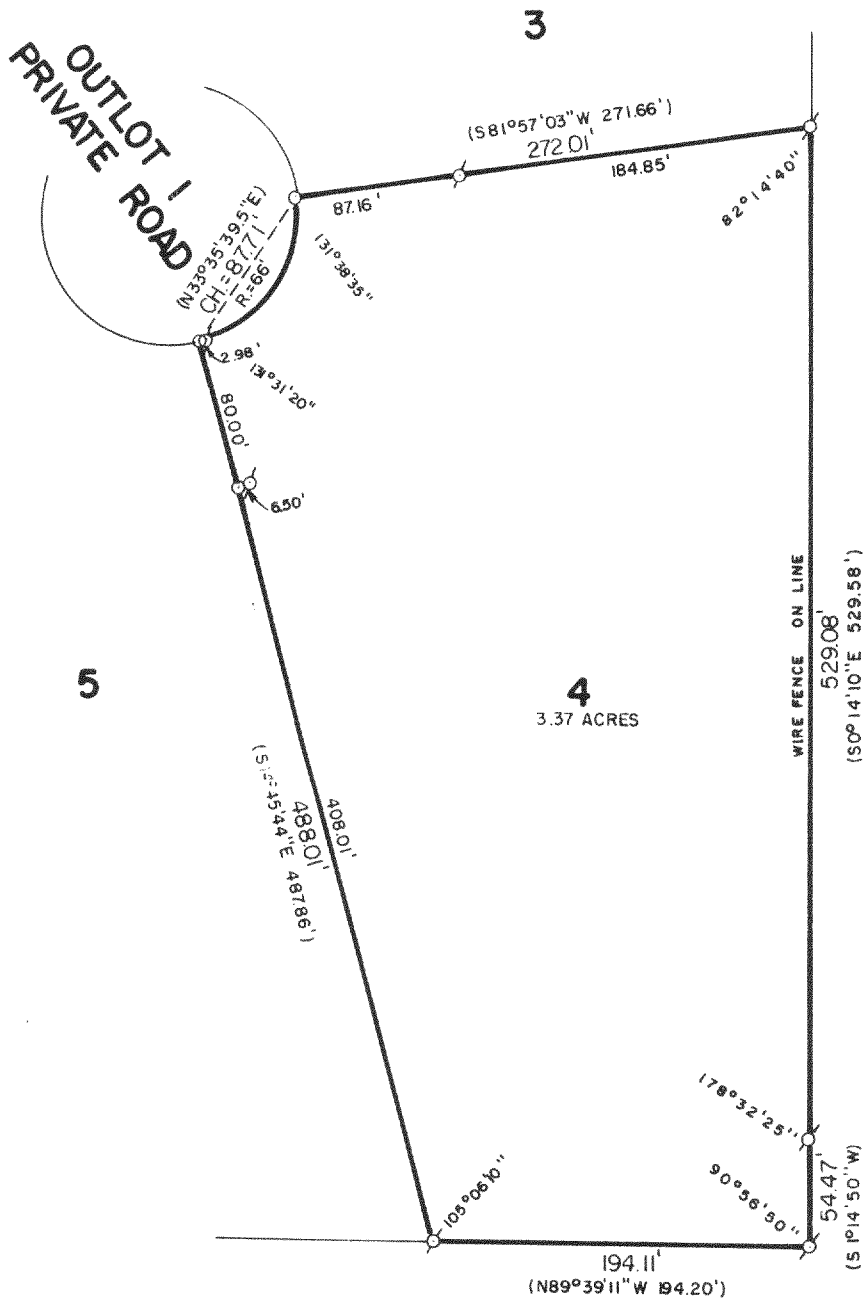 3
OUTLOT 1
PRIVATE ROAD
(S81°57'03"W 271.66')
272.01'
184.85'
87.16'
82°14'40"
(N33°35'39.5"E)
CH.=87.71'
R.=66'
131°38'35"
2.98'
131°31'20"
80.00'
6.50'
WIRE FENCE ON LINE
529.08'
(S0°14'10"E 529.58')
5
4
3.37 ACRES
408.01'
488.01'
45'44"E 487.86')
178°32'25"
90°56'50"
54.47'
(S 1°14'50"W)
105°06'10"
194.11'
(N89°39'11"W 194.20')